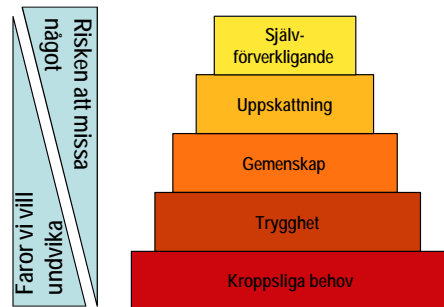 Risken att missa
något
Faror vi vill
undvika
Själv-
förverkligande
Uppskattning
Gemenskap
Trygghet
Kroppsliga behov